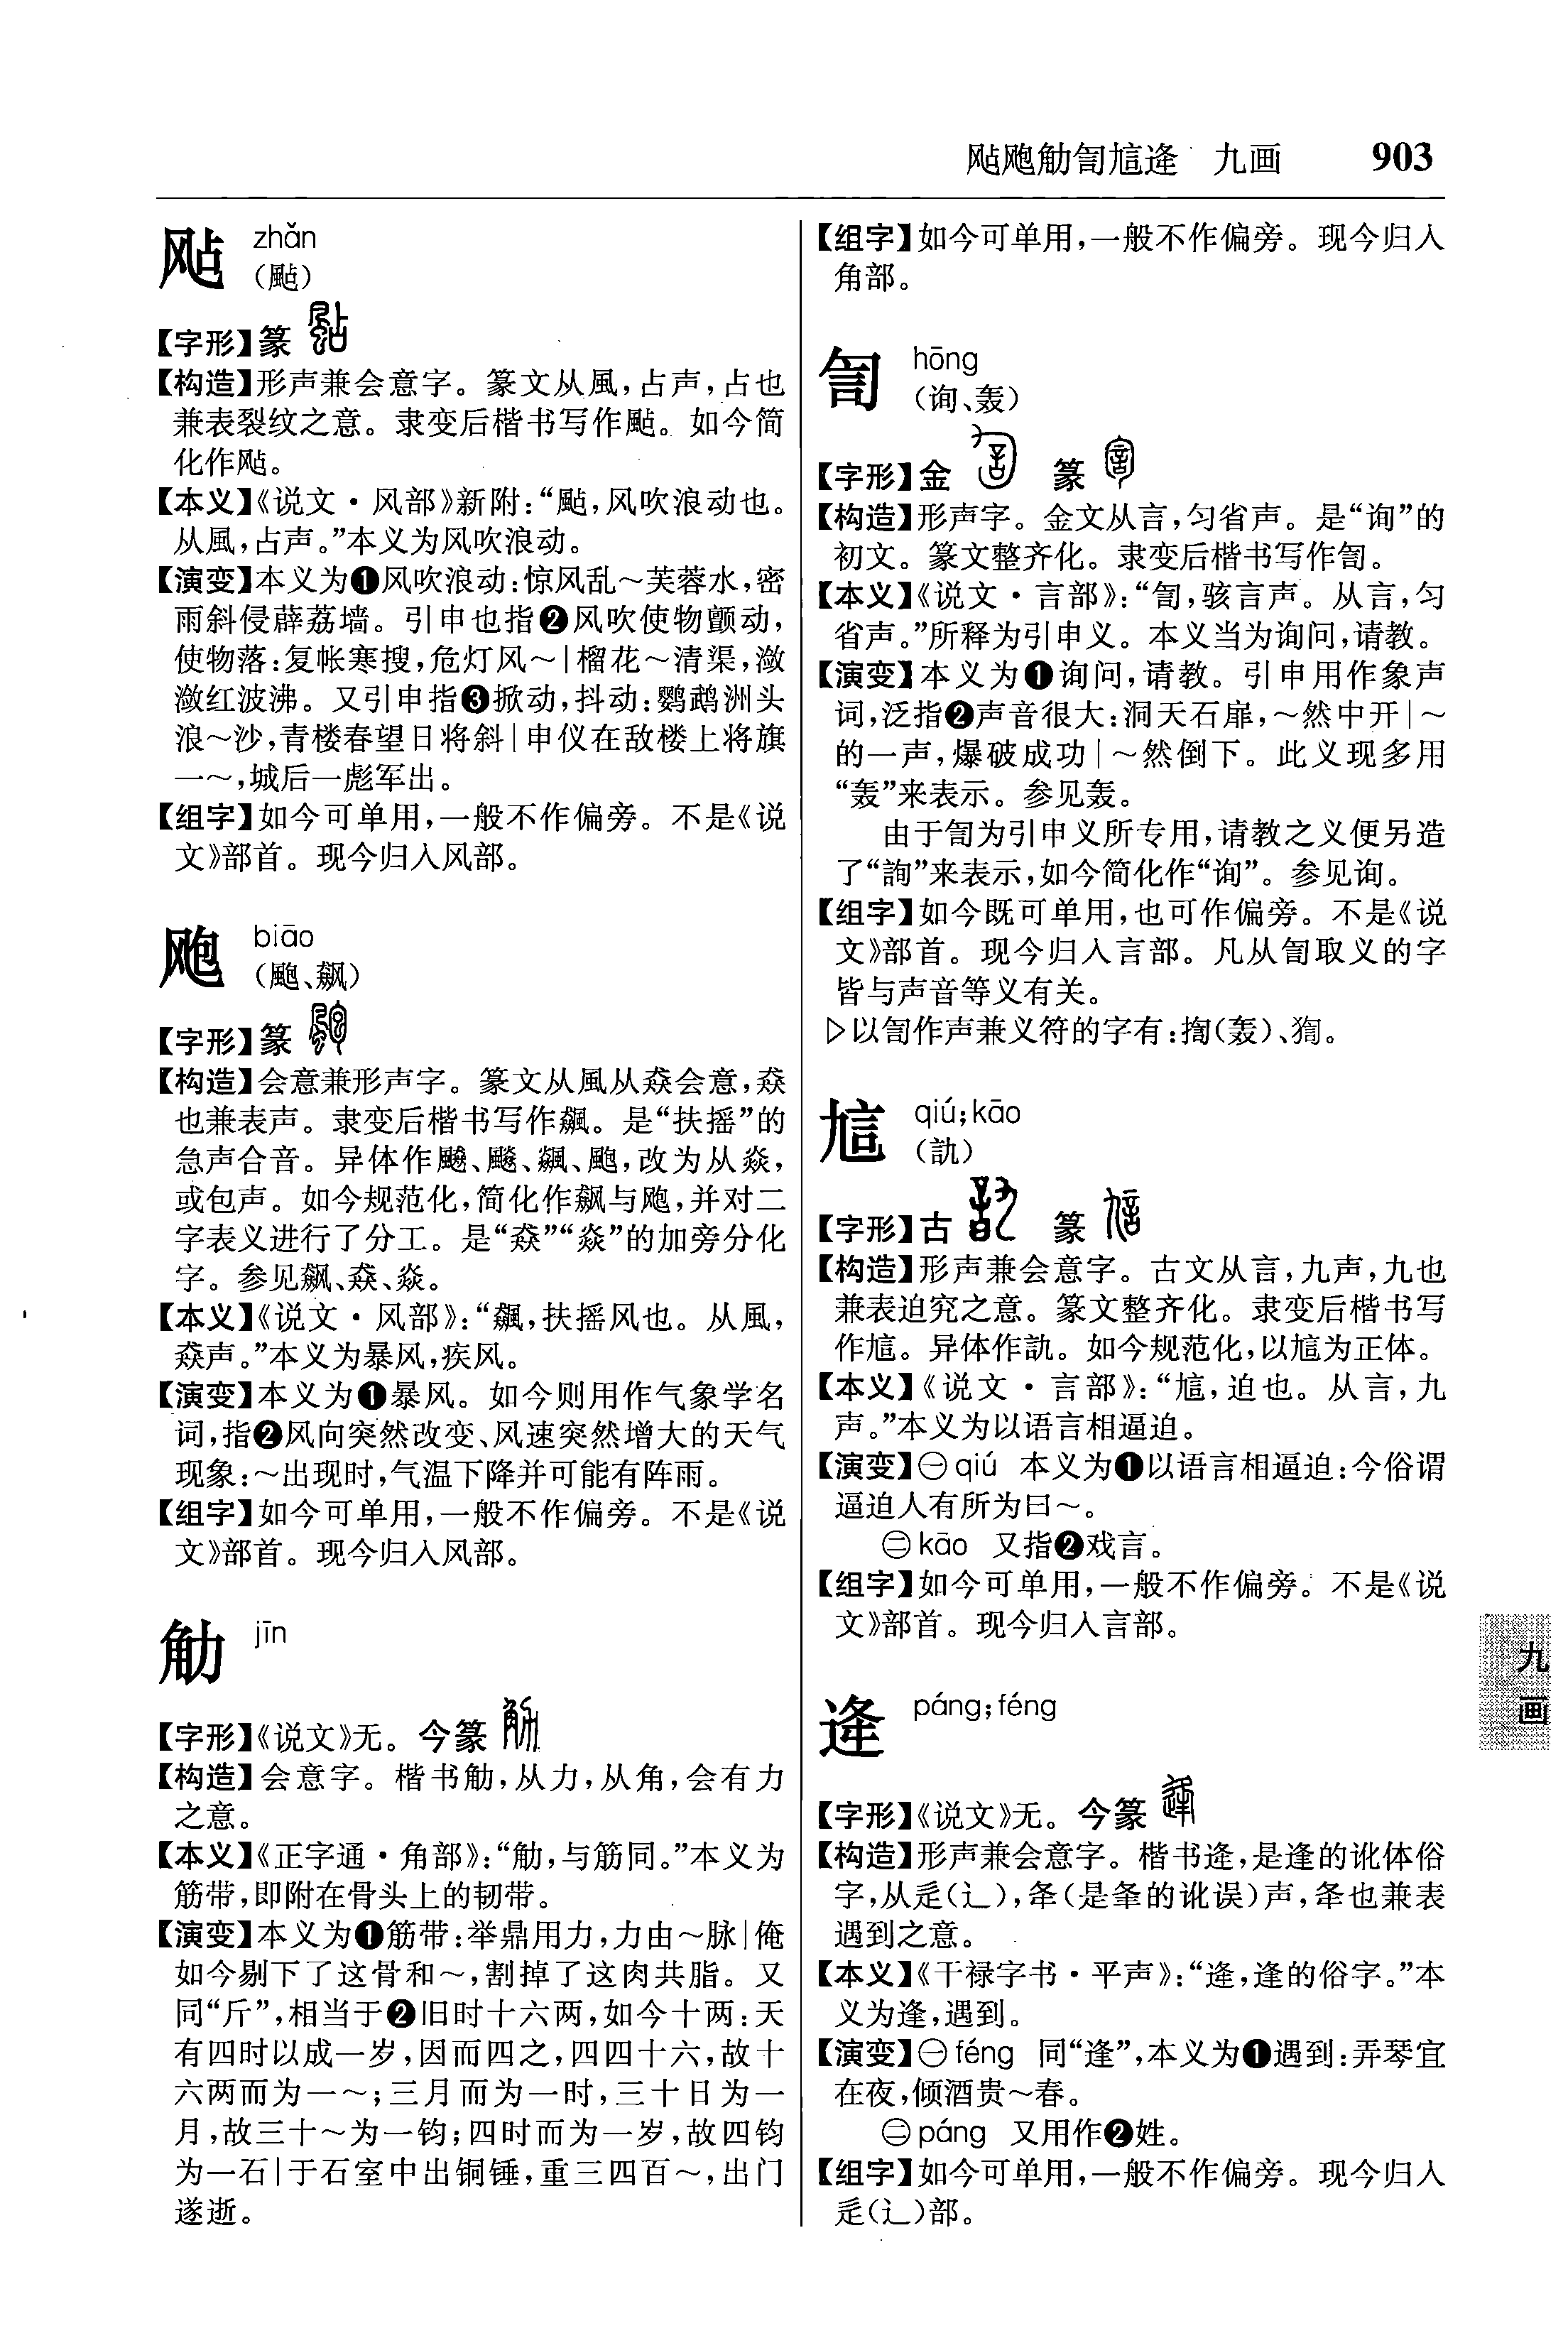 飐飑觔訇訄逄 九画 903
飐 zhǎn
(颭)
【字形】篆
【构造】形声兼会意字。篆文从風,占声,占也
兼表裂纹之意。隶变后楷书写作颭。如今简
化作飐。
【本义】《说文·风部》新附:“颭,风吹浪动也。
从風,占声。”本义为风吹浪动。
【演变】本义为❶风吹浪动:惊风乱～芙蓉水,密
雨斜侵薜荔墙。引申也指❷风吹使物颤动,
使物落:复帐寒搜,危灯风～|榴花～清渠,潋
潋红波沸。又引申指❸掀动,抖动:鹦鹉洲头
浪～沙,青楼春望日将斜|申仪在敌楼上将旗
一～,城后一彪军出。
【组字】如今可单用,一般不作偏旁。不是《说
文》部首。现今归入风部。
飑 biāo
(颮、飙)
【字形】篆
【构造】会意兼形声字。篆文从風从猋会意,猋
也兼表声。隶变后楷书写作飆。是“扶摇”的
急声合音。异体作飈、飇、飊、颮,改为从焱,
或包声。如今规范化,简化作飙与飑,并对二
字表义进行了分工。是“猋”“焱”的加旁分化
字。参见飙、猋、焱。
【本义】《说文·风部》:“飆,扶摇风也。从風,
猋声。”本义为暴风,疾风。
【演变】本义为❶暴风。如今则用作气象学名
词,指❷风向突然改变、风速突然增大的天气
现象:～出现时,气温下降并可能有阵雨。
【组字】如今可单用,一般不作偏旁。不是《说
文》部首。现今归入风部。
觔 jīn
【字形】《说文》无。今篆
【构造】会意字。楷书觔,从力,从角,会有力
之意。
【本义】《正字通·角部》:“觔,与筋同。”本义为
筋带,即附在骨头上的韧带。
【演变】本义为❶筋带:举鼎用力,力由～脉|俺
如今剔下了这骨和～,割掉了这肉共脂。又
同“斤”,相当于❷旧时十六两,如今十两:天
有四时以成一岁,因而四之,四四十六,故十
六两而为一～;三月而为一时,三十日为一
月,故三十～为一钧;四时而为一岁,故四钧
为一石|于石室中出铜锤,重三四百～,出门
遂逝。
【组字】如今可单用,一般不作偏旁。现今归入
角部。
訇 hōng
(询、轰)
【字形】金 篆
【构造】形声字。金文从言,匀省声。是“询”的
初文。篆文整齐化。隶变后楷书写作訇。
【本义】《说文·言部》:“訇,骇言声。从言,匀
省声。”所释为引申义。本义当为询问,请教。
【演变】本义为❶询问,请教。引申用作象声
词,泛指❷声音很大:洞天石扉,～然中开|～
的一声,爆破成功|～然倒下。此义现多用
“轰”来表示。参见轰。
由于訇为引申义所专用,请教之义便另造
了“詢”来表示,如今简化作“询”。参见询。
【组字】如今既可单用,也可作偏旁。不是《说
文》部首。现今归入言部。凡从訇取义的字
皆与声音等义有关。
▷以訇作声兼义符的字有:揈(轰)、㺞。
訄 qiú;kāo
(訅)
【字形】古 篆
【构造】形声兼会意字。古文从言,九声,九也
兼表迫究之意。篆文整齐化。隶变后楷书写
作訄。异体作訅。如今规范化,以訄为正体。
【本义】《说文·言部》:“訄,迫也。从言,九
声。”本义为以语言相逼迫。
【演变】㊀qiú 本义为❶以语言相逼迫:今俗谓
逼迫人有所为曰～。
㊁kāo 又指❷戏言。
【组字】如今可单用,一般不作偏旁。不是《说
文》部首。现今归入言部。
九
画
逄 páng;féng
【字形】《说文》无。今篆
【构造】形声兼会意字。楷书逄,是逢的讹体俗
字,从辵(辶),夅(是夆的讹误)声,夅也兼表
遇到之意。
【本义】《干禄字书·平声》:“逄,逢的俗字。”本
义为逢,遇到。
【演变】㊀féng 同“逢”,本义为❶遇到:弄琴宜
在夜,倾酒贵～春。
㊁páng 又用作❷姓。
【组字】如今可单用,一般不作偏旁。现今归入
辵(辶)部。